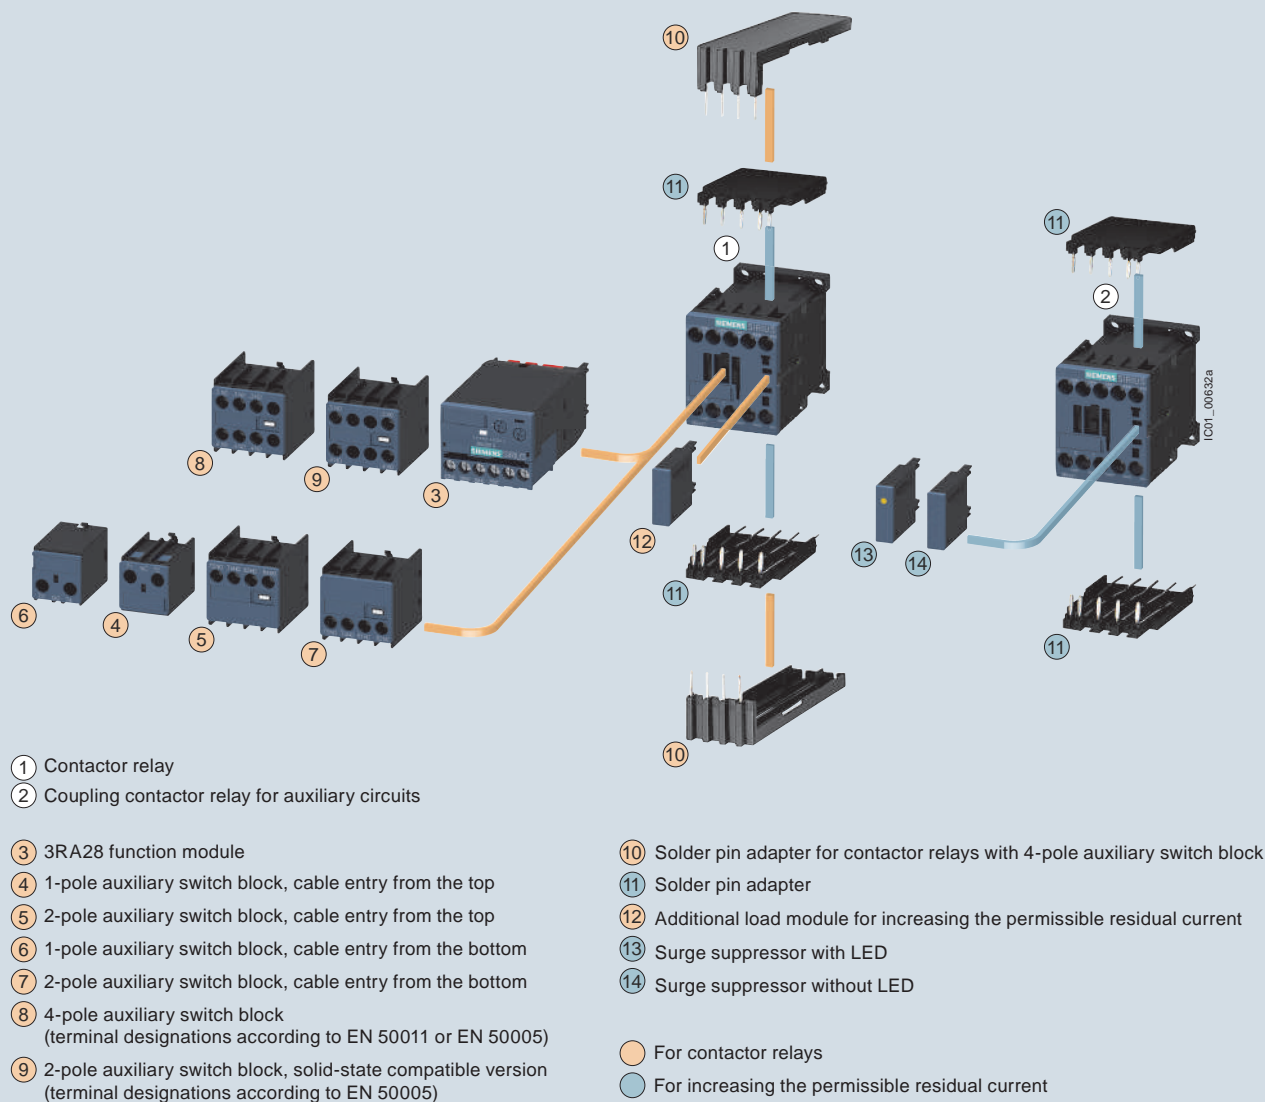 10
11
1
11
2
SIEMENS
SIEMENS
IC01_00632a
8
9
3
12
13
14
6
4
5
7
11
11
10
1 Contactor relay
2 Coupling contactor relay for auxiliary circuits
3 3RA28 function module
4 1-pole auxiliary switch block, cable entry from the top
5 2-pole auxiliary switch block, cable entry from the top
6 1-pole auxiliary switch block, cable entry from the bottom
7 2-pole auxiliary switch block, cable entry from the bottom
8 4-pole auxiliary switch block
(terminal designations according to EN 50011 or EN 50005)
9 2-pole auxiliary switch block, solid-state compatible version
(terminal designations according to EN 50005)
10 Solder pin adapter for contactor relays with 4-pole auxiliary switch block
11 Solder pin adapter
12 Additional load module for increasing the permissible residual current
13 Surge suppressor with LED
14 Surge suppressor without LED
For contactor relays
For increasing the permissible residual current